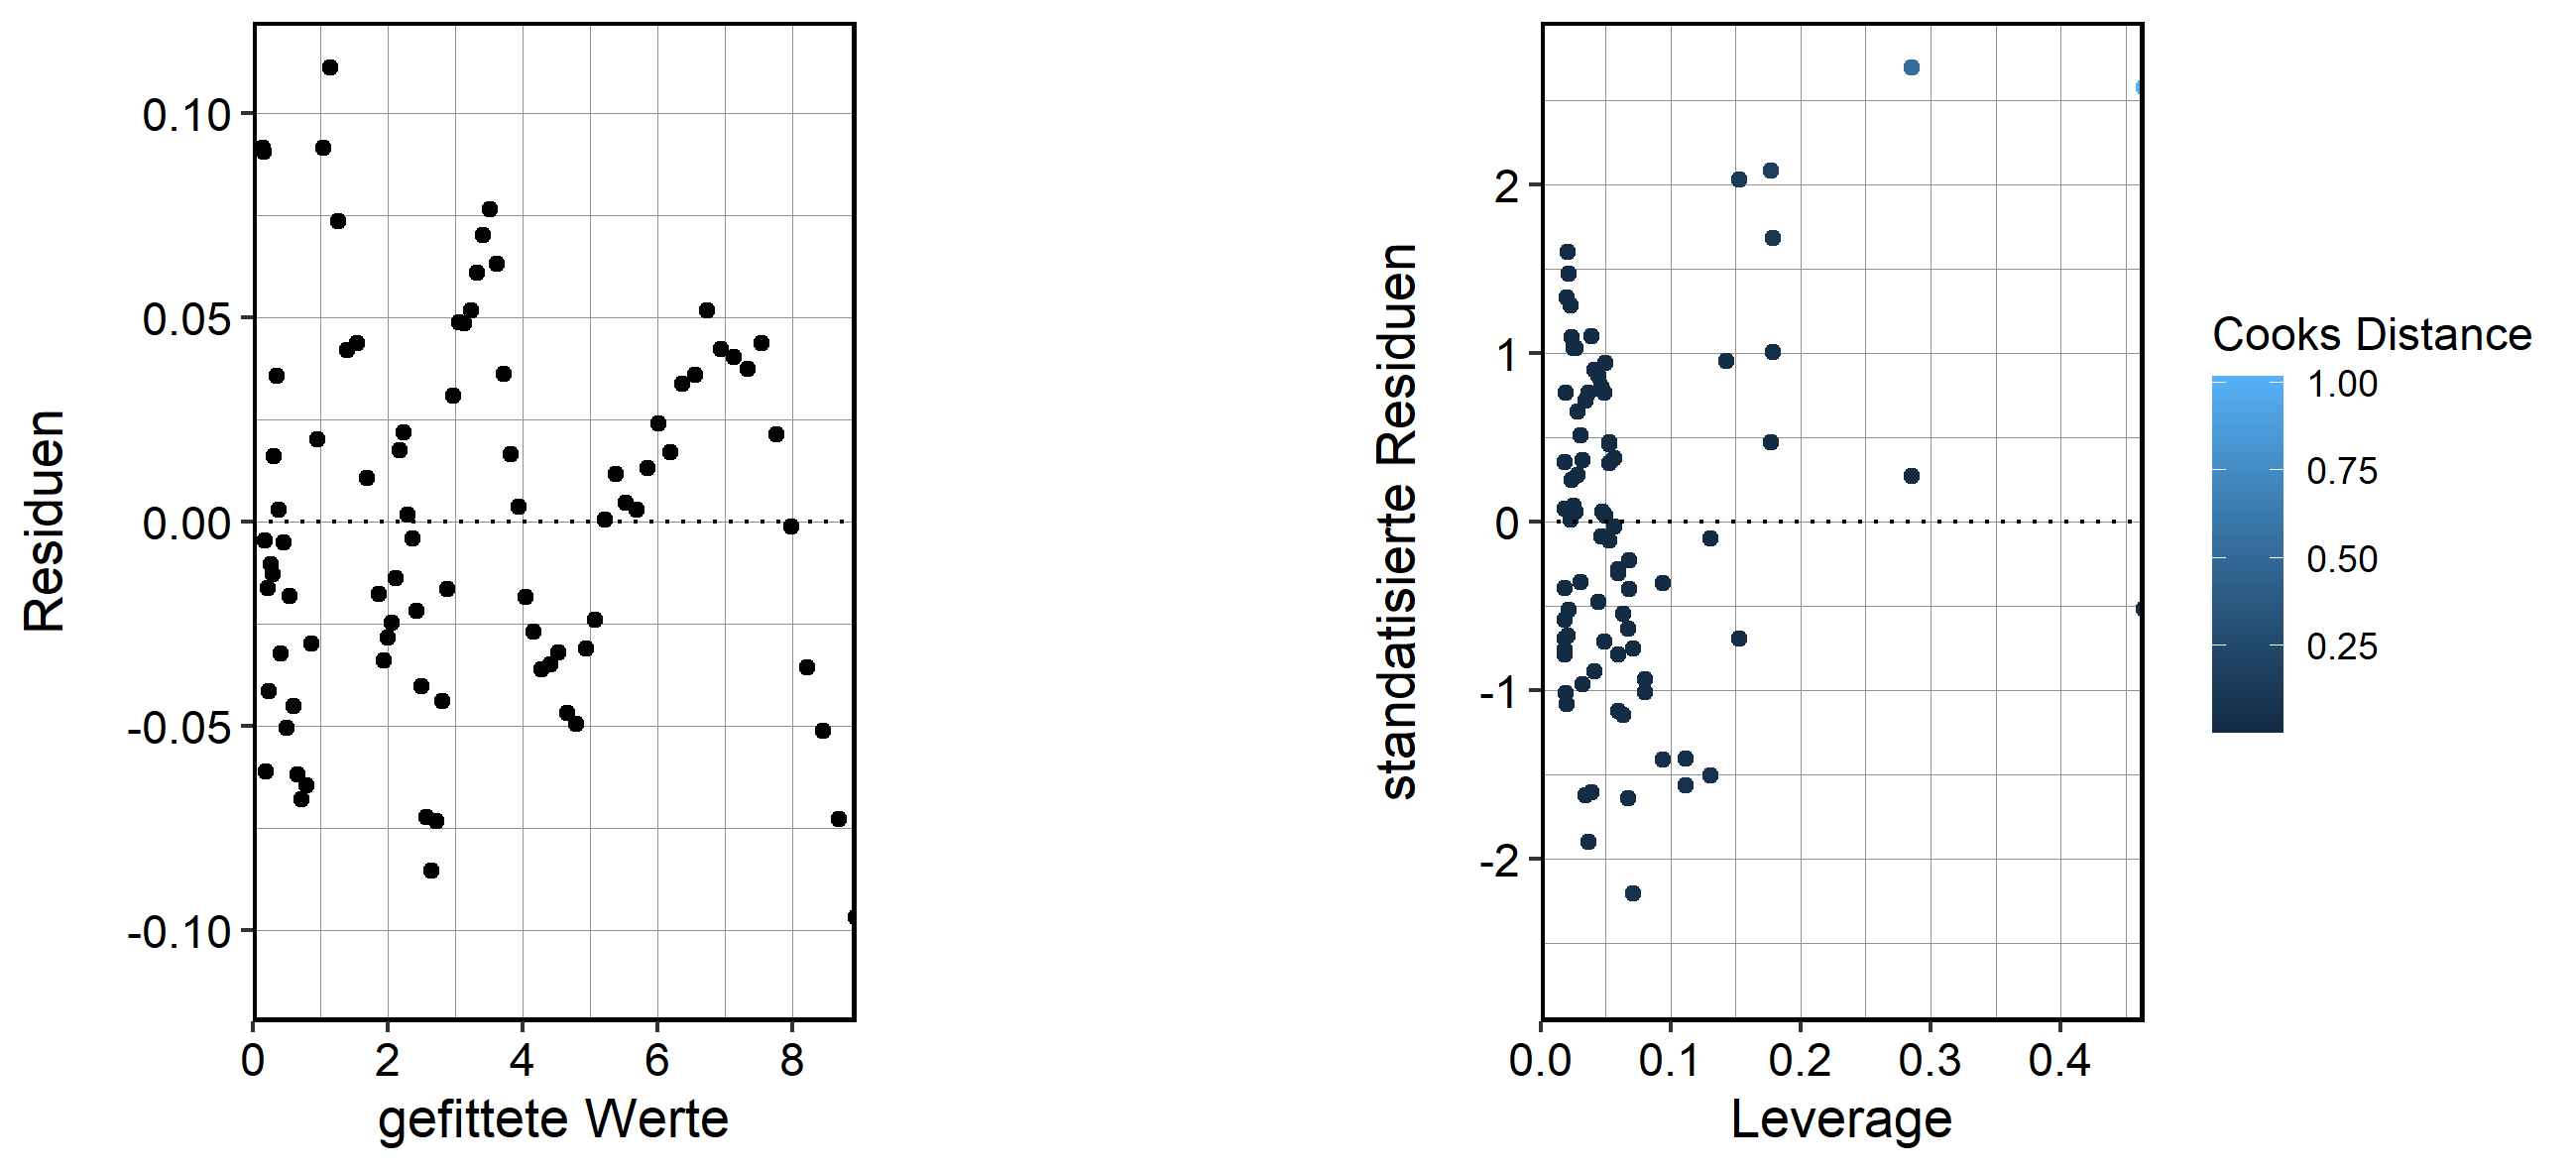 Residuen
0.10
0.05
0.00
-0.05
-0.10
0 2 4 6 8
gefittete Werte
standatisierte Residuen
2
1
0
-1
-2
0.0 0.1 0.2 0.3 0.4
Leverage
Cooks Distance
1.00
0.75
0.50
0.25